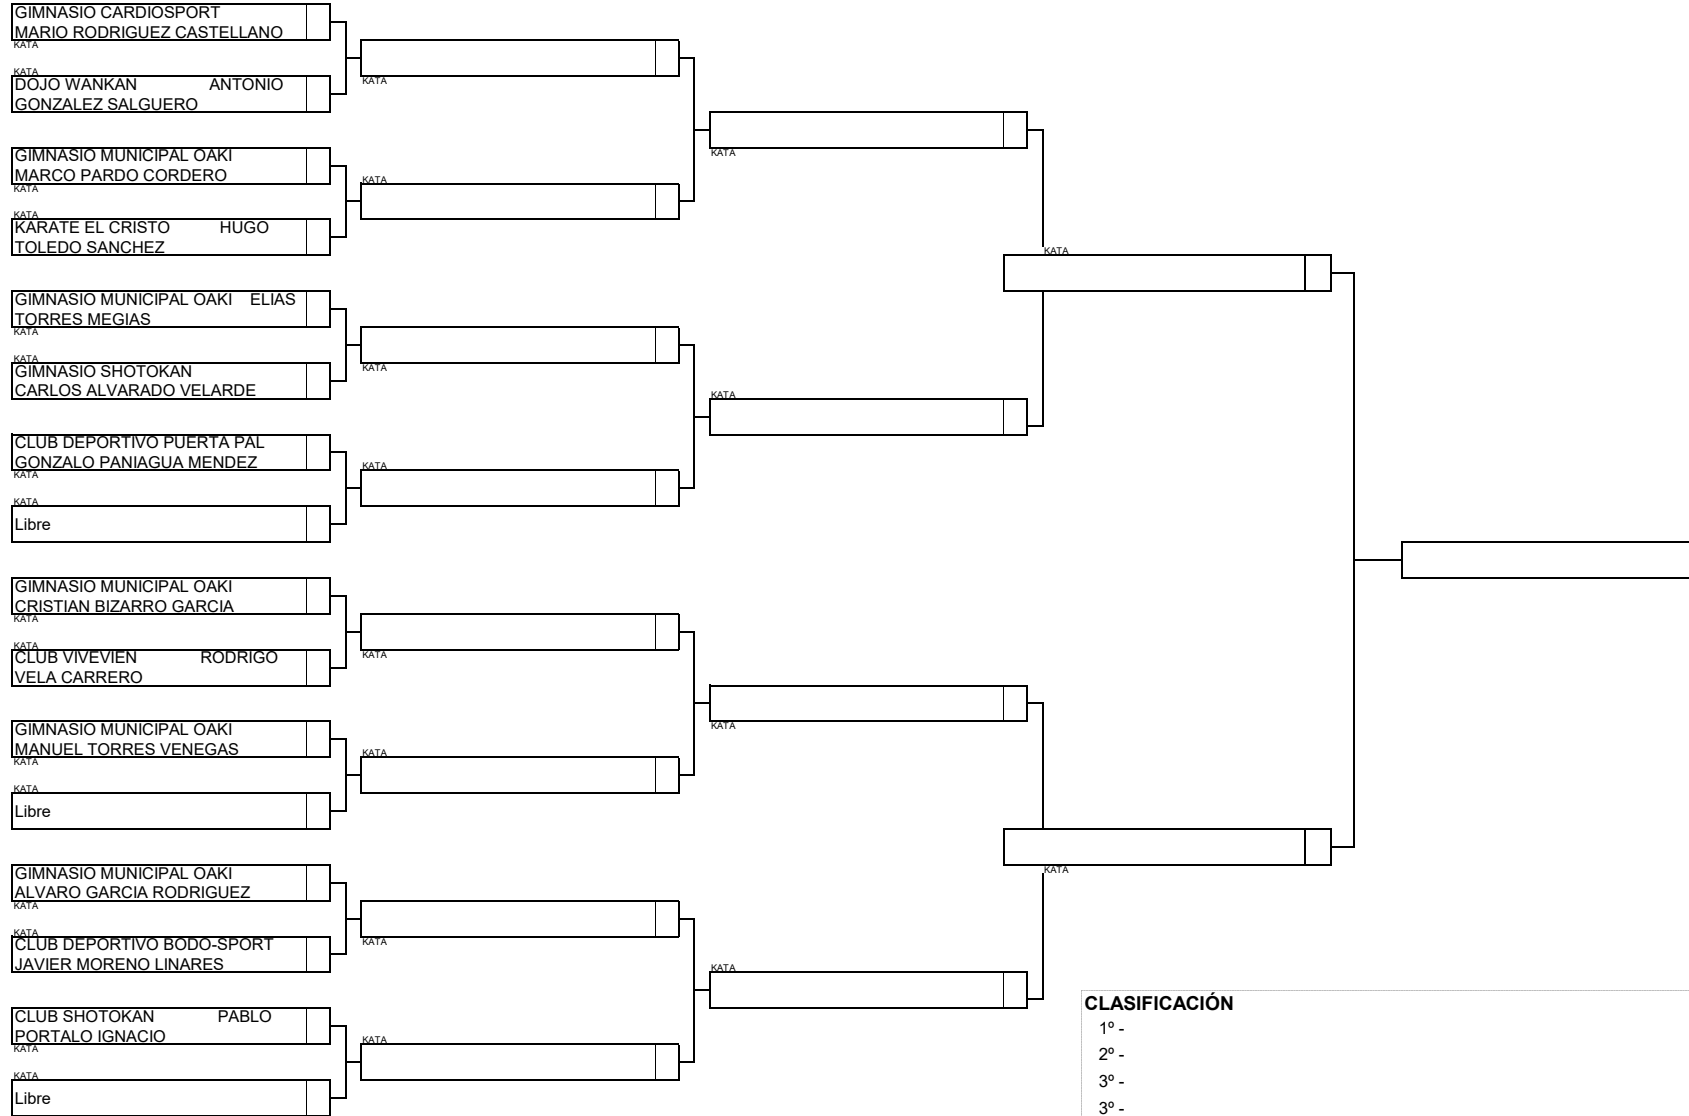 GIMNASIO CARDIOSPORT
MARIO RODRIGUEZ CASTELLANO
KATA
KATA
DOJO WANKAN ANTONIO
GONZALEZ SALGUERO
GIMNASIO MUNICIPAL OAKI
MARCO PARDO CORDERO
KATA
KATA
KARATE EL CRISTO HUGO
TOLEDO SANCHEZ
GIMNASIO MUNICIPAL OAKI ELIAS
TORRES MEGIAS
KATA
KATA
GIMNASIO SHOTOKAN
CARLOS ALVARADO VELARDE
CLUB DEPORTIVO PUERTA PAL
GONZALO PANIAGUA MENDEZ
KATA
KATA
Libre
GIMNASIO MUNICIPAL OAKI
CRISTIAN BIZARRO GARCIA
KATA
KATA
CLUB VIVEVIEN RODRIGO
VELA CARRERO
GIMNASIO MUNICIPAL OAKI
MANUEL TORRES VENEGAS
KATA
KATA
Libre
GIMNASIO MUNICIPAL OAKI
ALVARO GARCIA RODRIGUEZ
KATA
KATA
CLUB DEPORTIVO BODO-SPORT
JAVIER MORENO LINARES
CLUB SHOTOKAN PABLO
PORTALO IGNACIO
KATA
KATA
Libre
KATA
KATA
KATA
KATA
KATA
KATA
KATA
KATA
KATA
KATA
KATA
KATA
KATA
KATA
CLASIFICACIÓN
1º -
2º -
3º -
3º -